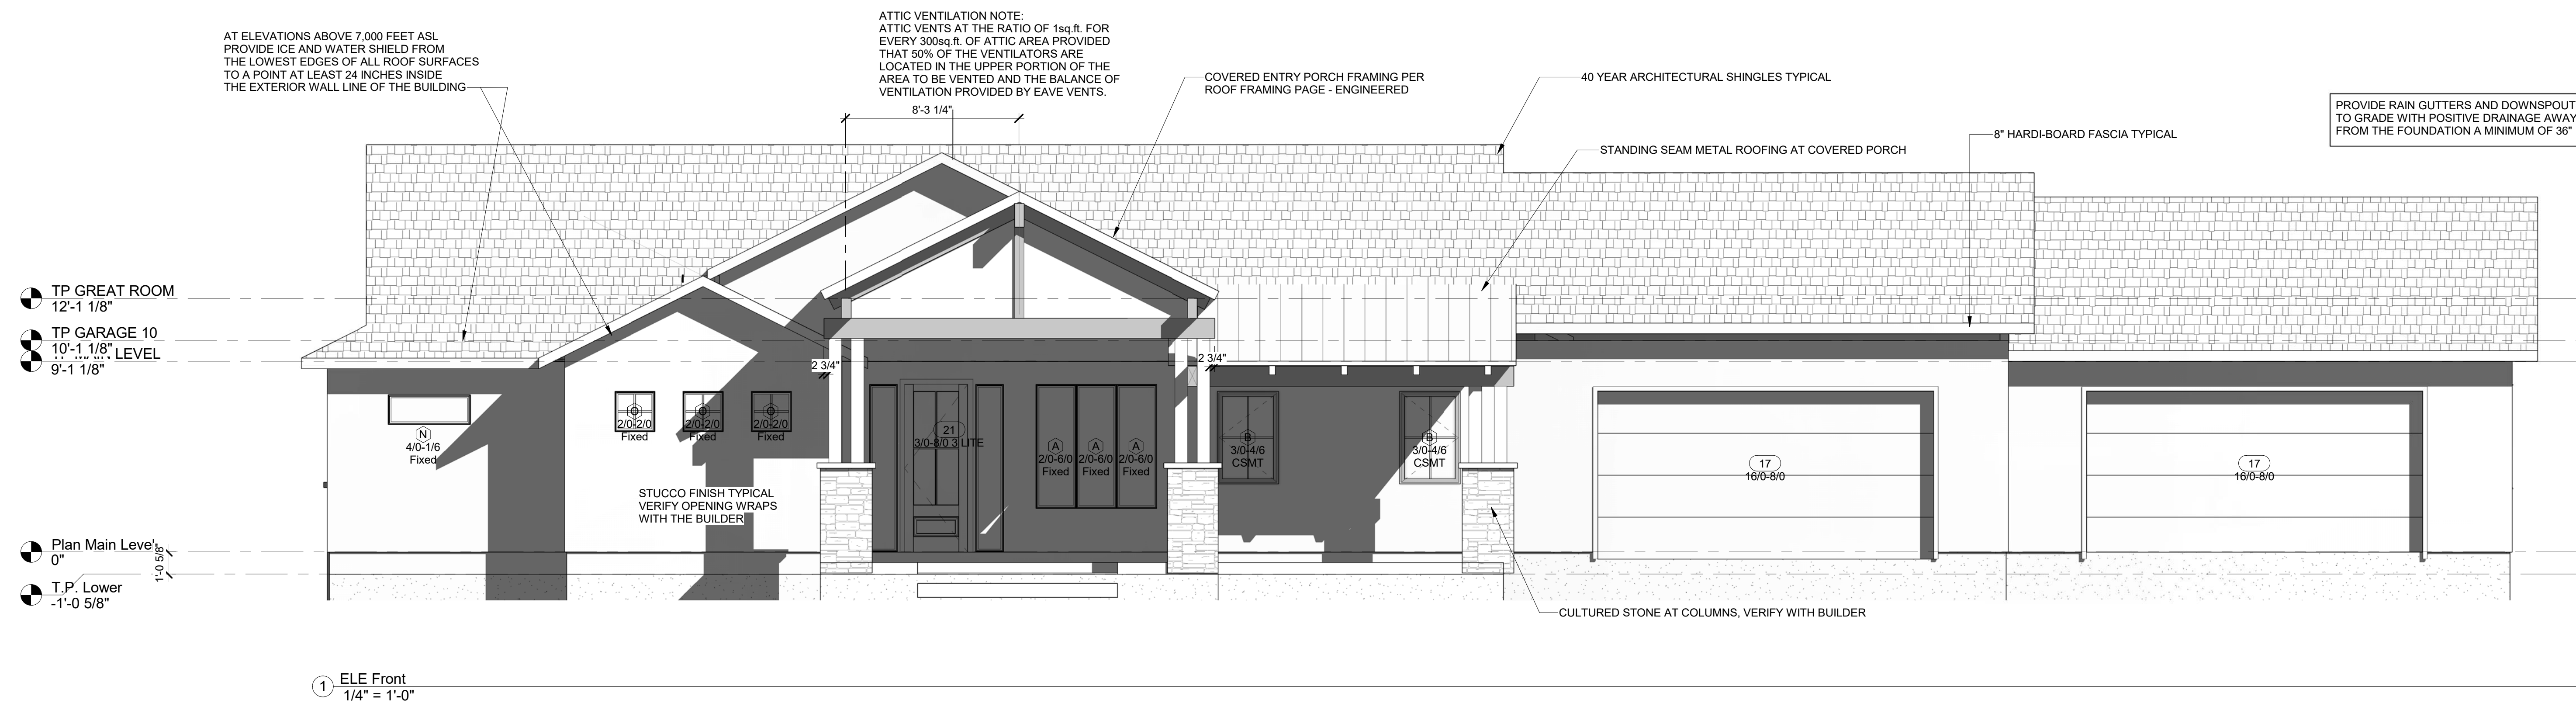 ATTIC VENTILATION NOTE:
ATTIC VENTS AT THE RATIO OF 1sq.ft. FOR
EVERY 300sq.ft. OF ATTIC AREA PROVIDED
THAT 50% OF THE VENTILATORS ARE
LOCATED IN THE UPPER PORTION OF THE
AREA TO BE VENTED AND THE BALANCE OF
VENTILATION PROVIDED BY EAVE VENTS.
AT ELEVATIONS ABOVE 7,000 FEET ASL
PROVIDE ICE AND WATER SHIELD FROM
THE LOWEST EDGES OF ALL ROOF SURFACES
TO A POINT AT LEAST 24 INCHES INSIDE
THE EXTERIOR WALL LINE OF THE BUILDING
COVERED ENTRY PORCH FRAMING PER
ROOF FRAMING PAGE - ENGINEERED
40 YEAR ARCHITECTURAL SHINGLES TYPICAL
PROVIDE RAIN GUTTERS AND DOWNSPOUT
TO GRADE WITH POSITIVE DRAINAGE AWAY
FROM THE FOUNDATION A MINIMUM OF 36"
8'-3 1/4"
8" HARDI-BOARD FASCIA TYPICAL
STANDING SEAM METAL ROOFING AT COVERED PORCH
TP GREAT ROOM
12'-1 1/8"
TP GARAGE 10
10'-1 1/8"
LEVEL
9'-1 1/8"
2 3/4"
2 3/4"
N
4/0-1/6
Fixed
O
2/0-2/0
Fixed
O
2/0-2/0
Fixed
O
2/0-2/0
Fixed
21
3/0-8/0 3 LITE
A
2/0-6/0
Fixed
A
2/0-6/0
Fixed
A
2/0-6/0
Fixed
B
3/0-4/6
CSMT
B
3/0-4/6
CSMT
17
16/0-8/0
17
16/0-8/0
STUCCO FINISH TYPICAL
VERIFY OPENING WRAPS
WITH THE BUILDER
Plan Main Leve
0"
1'-0 5/8"
T.P. Lower
-1'-0 5/8"
CULTURED STONE AT COLUMNS, VERIFY WITH BUILDER
1
ELE Front
1/4" = 1'-0"